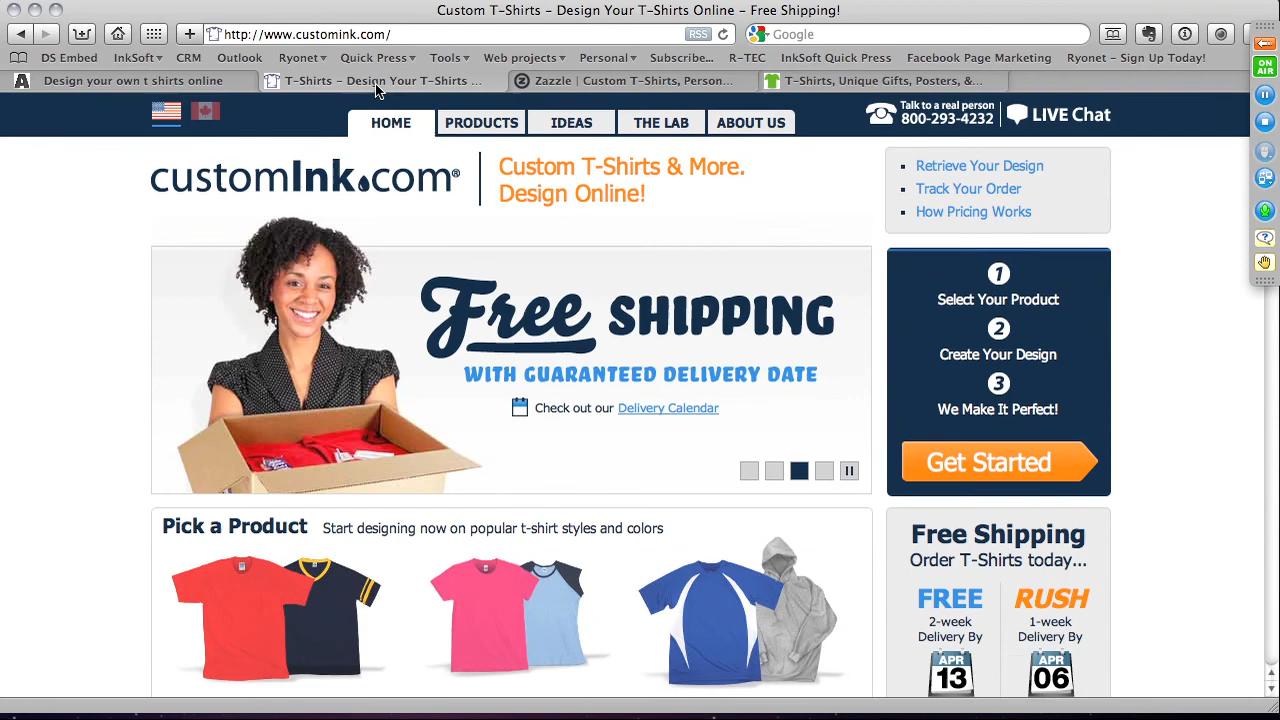 Custom T-Shirts – Design Your T-Shirts Online – Free Shipping!
http://www.customink.com/
RSS
Google
DS Embed
InkSoft
CRM
Outlook
Ryonet
Quick Press
Tools
Web project
Personal
Subscribe...
R-TEC
InkSoft Quick Press
Facebook Page Marketing
Ryonet – Sign Up Today!
Design your own t shirts online
T-Shirts – Design Your T-Shirts ...
Zazzle | Custom T-Shirts, Person...
T-Shirts, Unique Gifts, Posters, &...
ON
AIR
HOME
PRODUCTS
IDEAS
THE LAB
ABOUT US
Talk to a real person
800-293-4232
LIVE Chat
customInk.com®
Custom T-Shirts & More.
Design Online!
Retrieve Your Design
Track Your Order
How Pricing Works
Free SHIPPING
WITH GUARANTEED DELIVERY DATE
Check out our Delivery Calendar
1
Select Your Product
2
Create Your Design
3
We Make It Perfect!
Get Started
Pick a Product
Start designing now on popular t-shirt styles and colors
Free Shipping
Order T-Shirts today...
FREE
2-week
Delivery By
APR
13
RUSH
1-week
Delivery By
APR
06